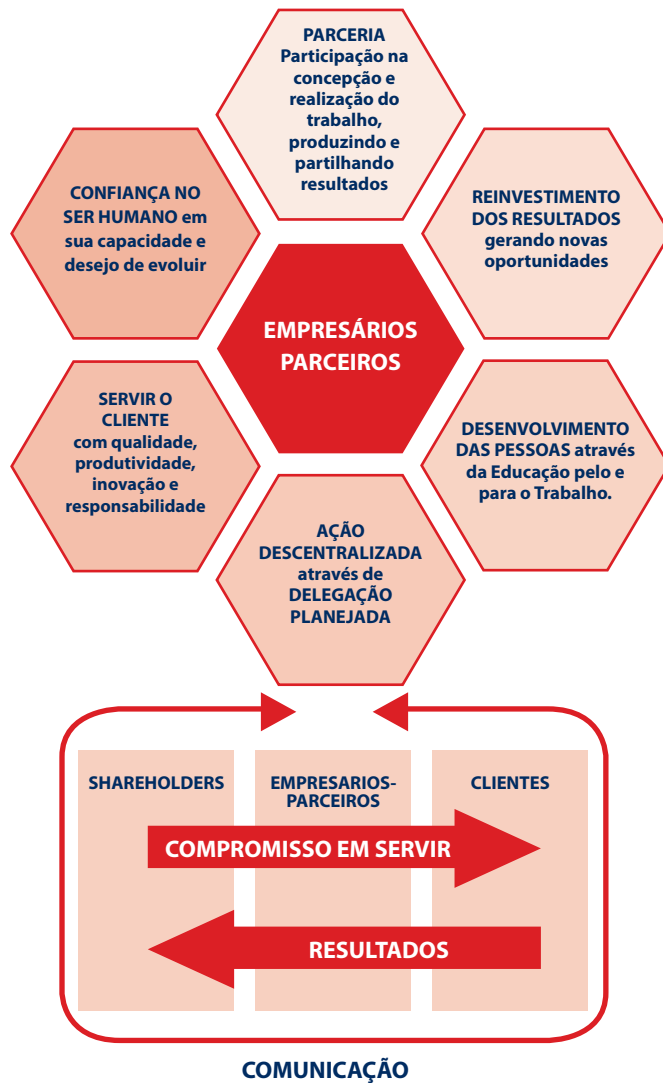 PARCERIA
Participação na
concepção e
realização do
trabalho,
produzindo e
partilhando
resultados
CONFIANÇA NO
SER HUMANO em
sua capacidade e
desejo de evoluir
REINVESTIMENTO
DOS RESULTADOS
gerando novas
oportunidades
EMPRESÁRIOS
PARCEIROS
SERVIR O
CLIENTE
com qualidade,
produtividade,
inovação e
responsabilidade
DESENVOLVIMENTO
DAS PESSOAS através
da Educação pelo e
para o Trabalho.
AÇÃO
DESCENTRALIZADA
através de
DELEGAÇÃO
PLANEJADA
SHAREHOLDERS
EMPRESARIOS-
PARCEIROS
CLIENTES
COMPROMISSO EM SERVIR
RESULTADOS
COMUNICAÇÃO